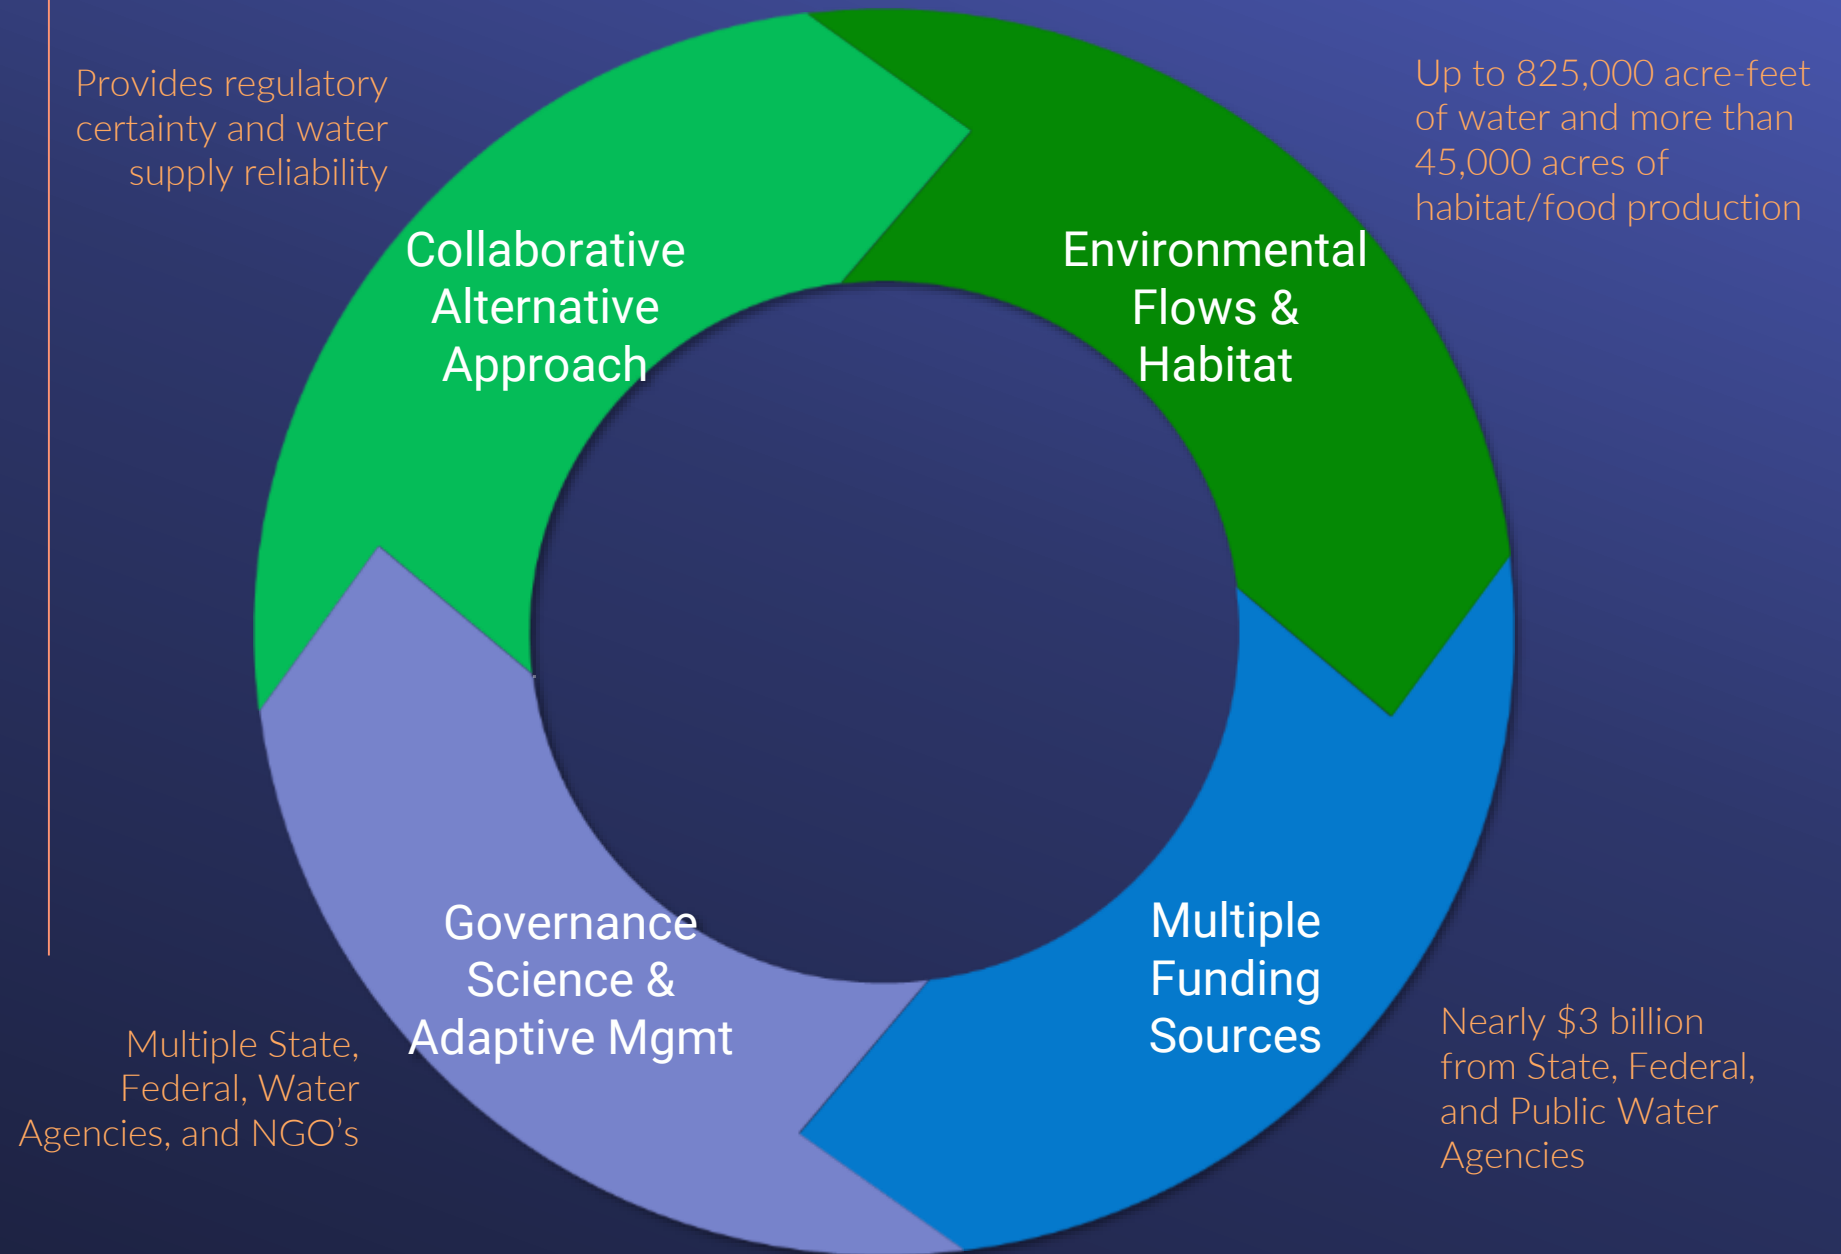 Provides regulatory
certainty and water
supply reliability
Collaborative
Alternative
Approach
Up to 825,000 acre-feet
of water and more than
45,000 acres of
habitat/food production
Environmental
Flows &
Habitat
Governance
Science &
Adaptive Mgmt
Multiple State,
Federal, Water
Agencies, and NGO’s
Multiple
Funding
Sources
Nearly $3 billion
from State, Federal,
and Public Water
Agencies